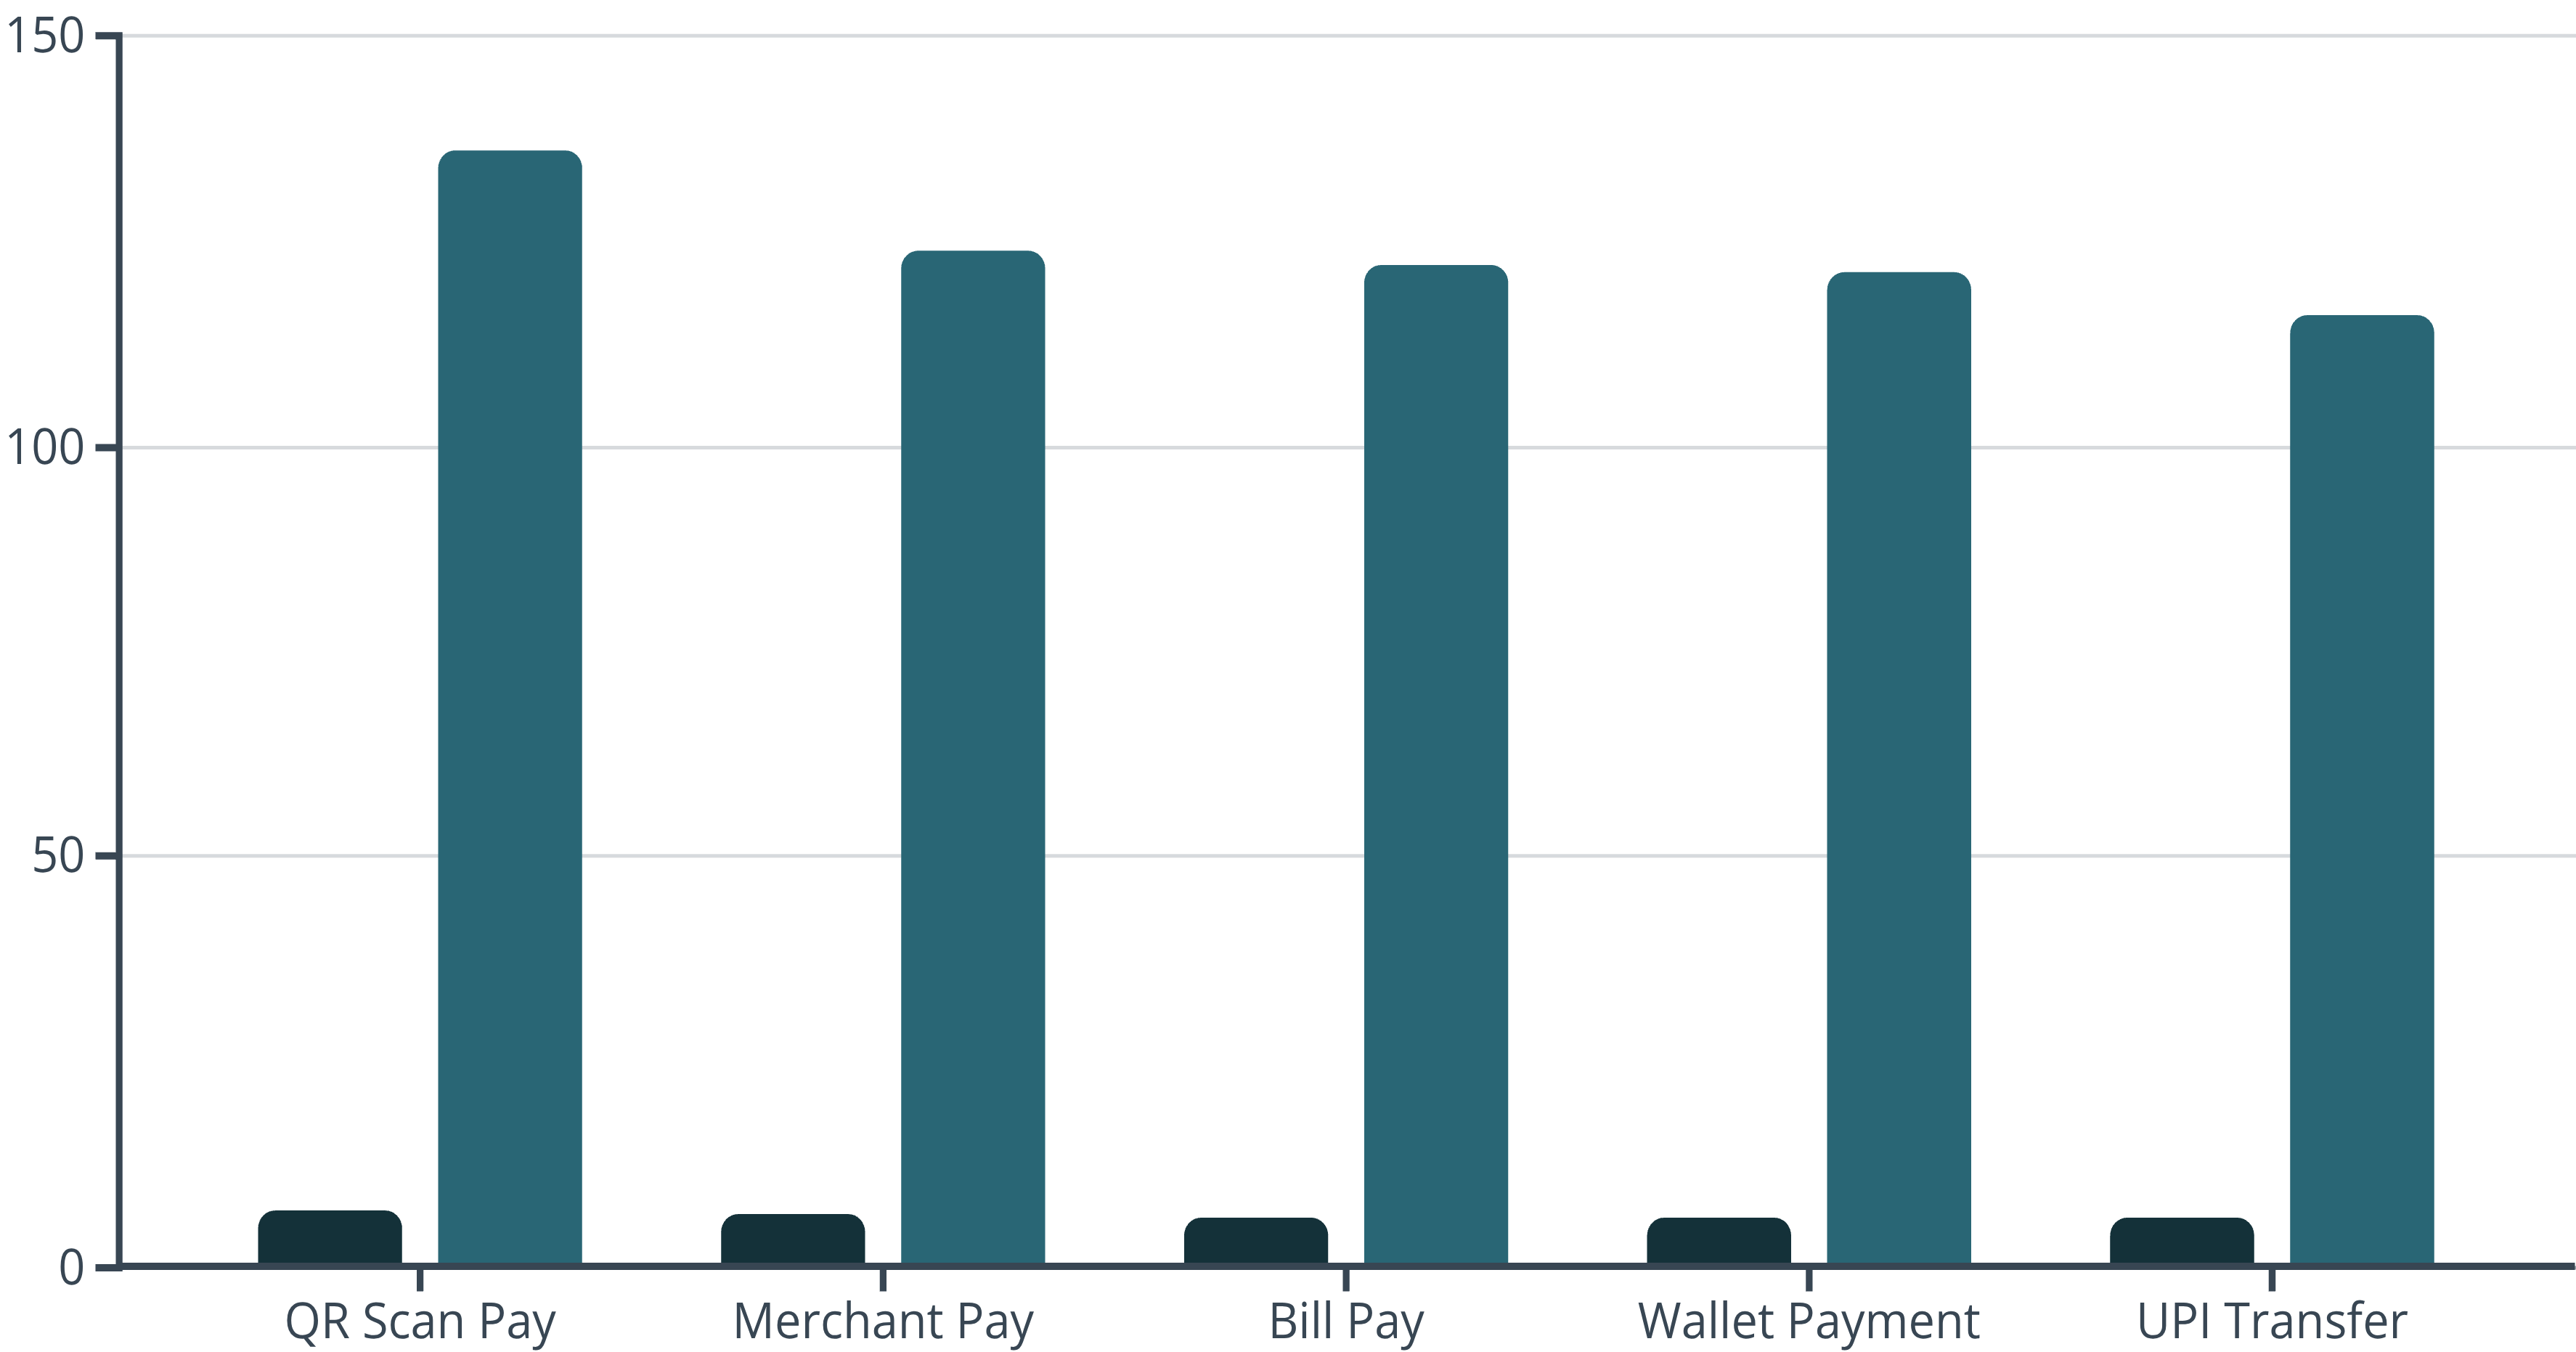 150
100
50
0
QR Scan Pay
Merchant Pay
Bill Pay
Wallet Payment
UPI Transfer